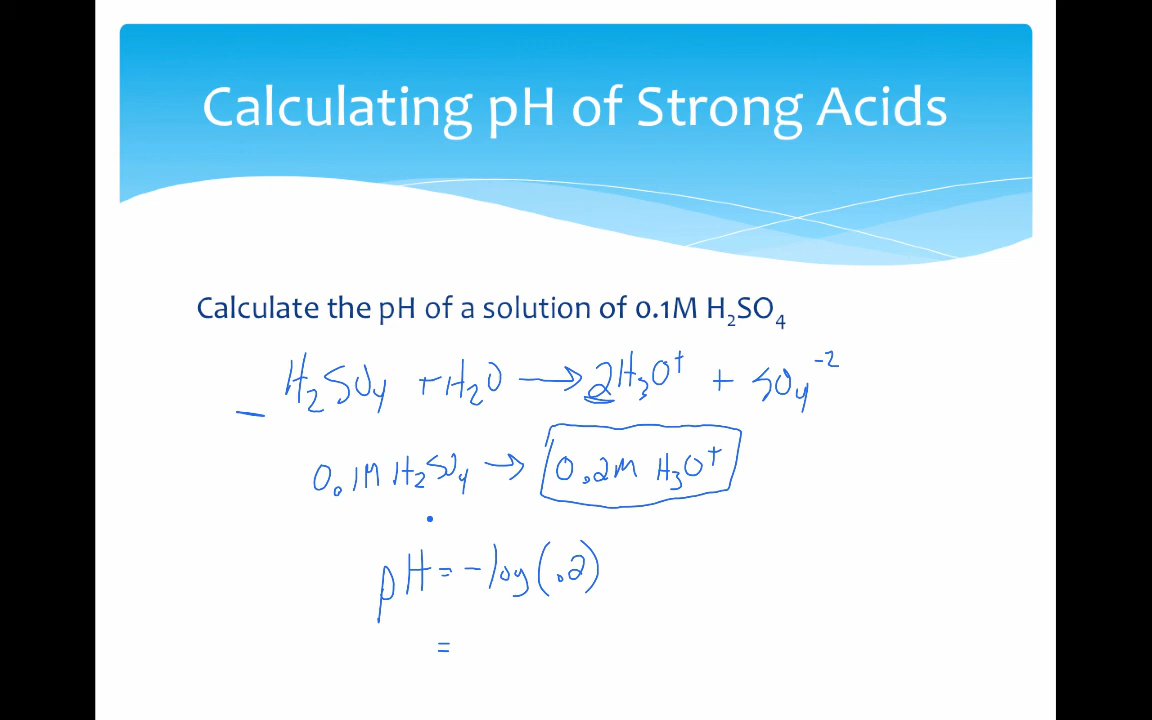 Calculating pH of Strong Acids
Calculate the pH of a solution of 0.1M H₂SO₄
H₂SO₄ + H₂O → 2H₃O⁺ + SO₄⁻²
0.1M H₂SO₄ → 0.2M H₃O⁺
pH = -log(.2)
=